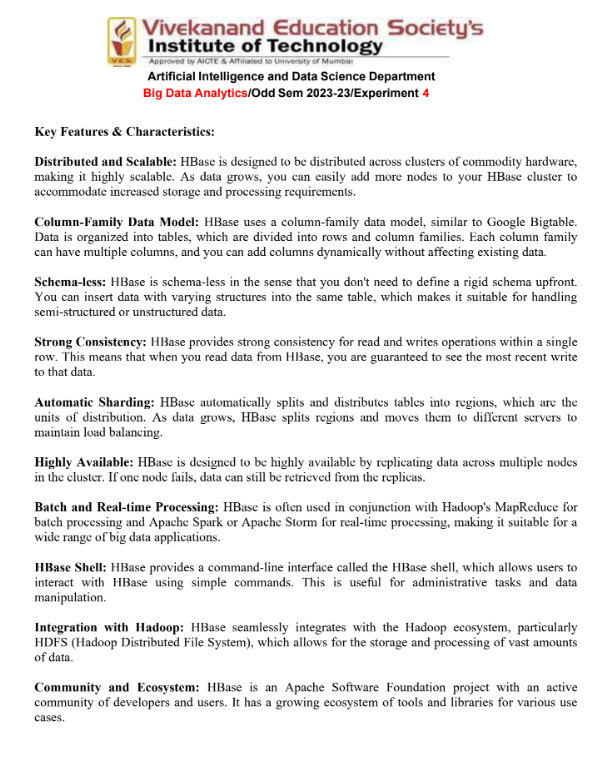 Vivekanand Education Society's
Institute of Technology
Approved by AICTE & Affiliated to University of Mumbai
V.E.S.
Artificial Intelligence and Data Science Department
Big Data Analytics/Odd Sem 2023-23/Experiment 4
Key Features & Characteristics:
Distributed and Scalable: HBase is designed to be distributed across clusters of commodity hardware,
making it highly scalable. As data grows, you can easily add more nodes to your HBase cluster to
accommodate increased storage and processing requirements.
Column-Family Data Model: HBase uses a column-family data model, similar to Google Bigtable.
Data is organized into tables, which are divided into rows and column families. Each column family
can have multiple columns, and you can add columns dynamically without affecting existing data.
Schema-less: HBase is schema-less in the sense that you don't need to define a rigid schema upfront.
You can insert data with varying structures into the same table, which makes it suitable for handling
semi-structured or unstructured data.
Strong Consistency: HBase provides strong consistency for read and writes operations within a single
row. This means that when you read data from HBase, you are guaranteed to see the most recent write
to that data.
Automatic Sharding: HBase automatically splits and distributes tables into regions, which are the
units of distribution. As data grows, HBase splits regions and moves them to different servers to
maintain load balancing.
Highly Available: HBase is designed to be highly available by replicating data across multiple nodes
in the cluster. If one node fails, data can still be retrieved from the replicas.
Batch and Real-time Processing: HBase is often used in conjunction with Hadoop's MapReduce for
batch processing and Apache Spark or Apache Storm for real-time processing, making it suitable for a
wide range of big data applications.
HBase Shell: HBase provides a command-line interface called the HBase shell, which allows users to
interact with HBase using simple commands. This is useful for administrative tasks and data
manipulation.
Integration with Hadoop: HBase seamlessly integrates with the Hadoop ecosystem, particularly
HDFS (Hadoop Distributed File System), which allows for the storage and processing of vast amounts
of data.
Community and Ecosystem: HBase is an Apache Software Foundation project with an active
community of developers and users. It has a growing ecosystem of tools and libraries for various use
cases.